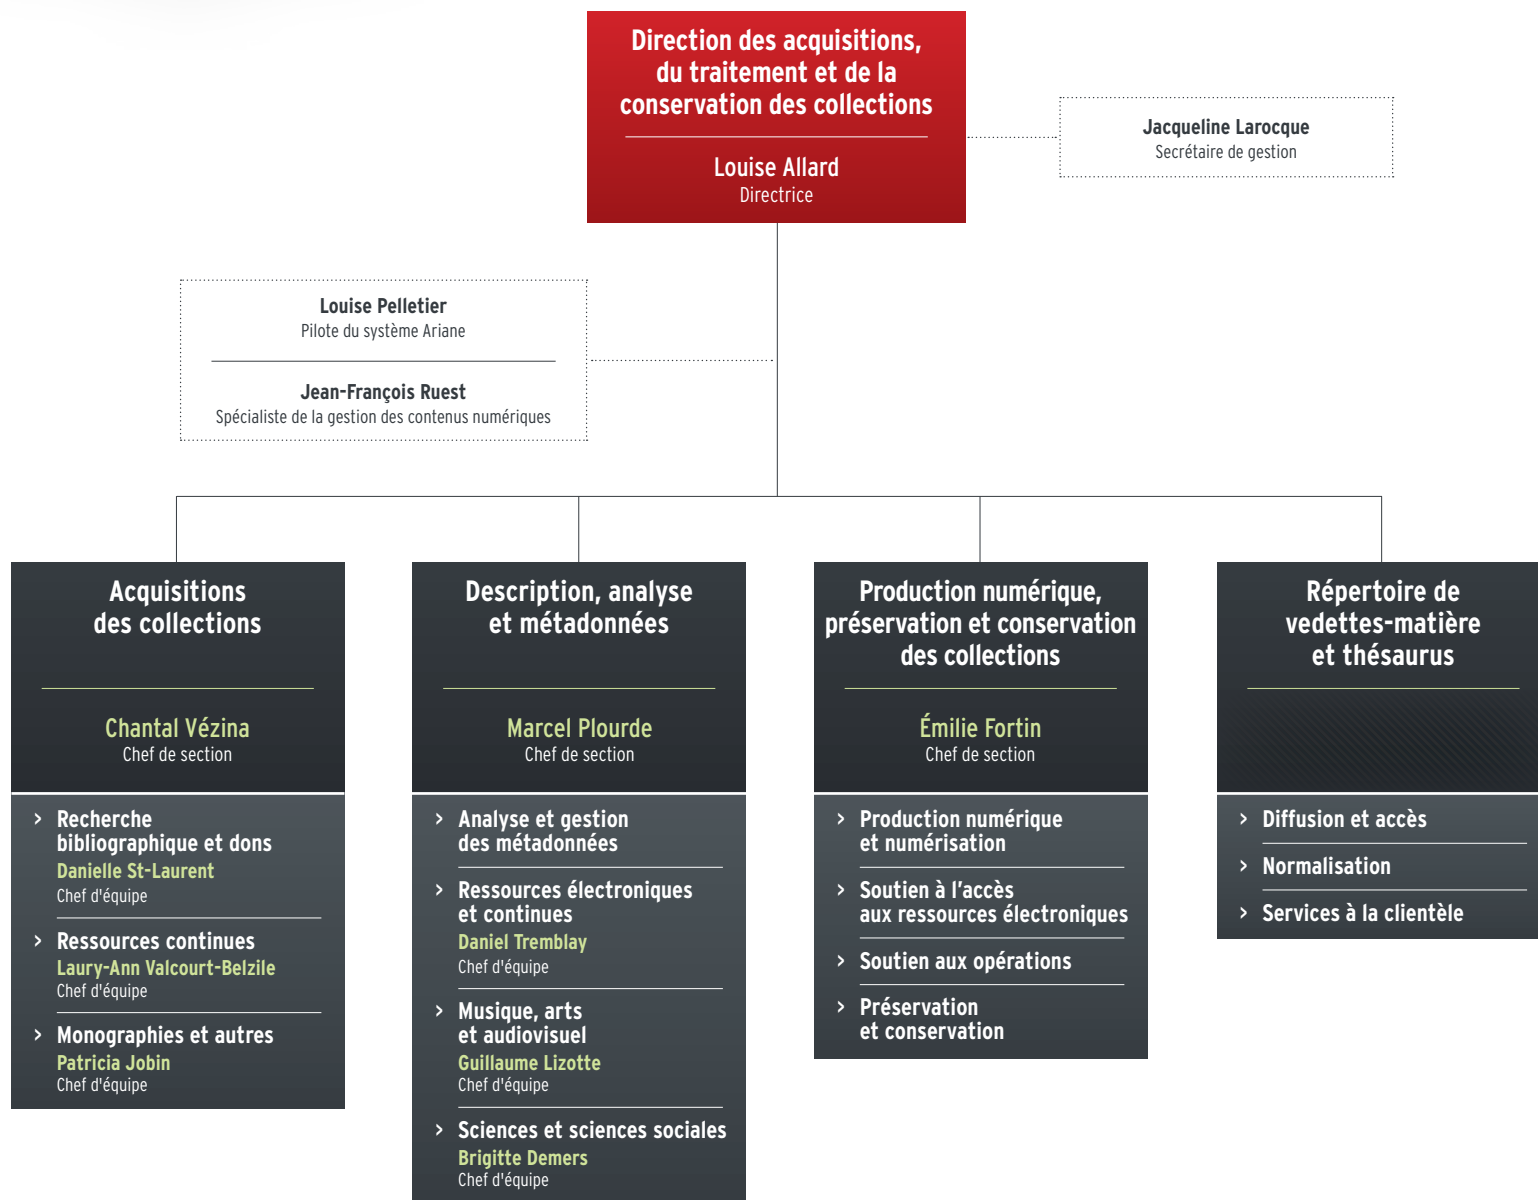 Direction des acquisitions,
du traitement et de la
conservation des collections
Louise Allard
Directrice
Jacqueline Larocque
Secrétaire de gestion
Louise Pelletier
Pilote du système Ariane
Jean-François Ruest
Spécialiste de la gestion des contenus numériques
Acquisitions
des collections
Chantal Vézina
Chef de section
> Recherche
bibliographique et dons
Danielle St-Laurent
Chef d'équipe
> Ressources continues
Laury-Ann Valcourt-Belzile
Chef d'équipe
> Monographies et autres
Patricia Jobin
Chef d'équipe
Description, analyse
et métadonnées
Marcel Plourde
Chef de section
> Analyse et gestion
des métadonnées
> Ressources électroniques
et continues
Daniel Tremblay
Chef d'équipe
> Musique, arts
et audiovisuel
Guillaume Lizotte
Chef d'équipe
> Sciences et sciences sociales
Brigitte Demers
Chef d'équipe
Production numérique,
préservation et conservation
des collections
Émilie Fortin
Chef de section
> Production numérique
et numérisation
> Soutien à l’accès
aux ressources électroniques
> Soutien aux opérations
> Préservation
et conservation
Répertoire de
vedettes-matière
et thésaurus
> Diffusion et accès
> Normalisation
> Services à la clientèle